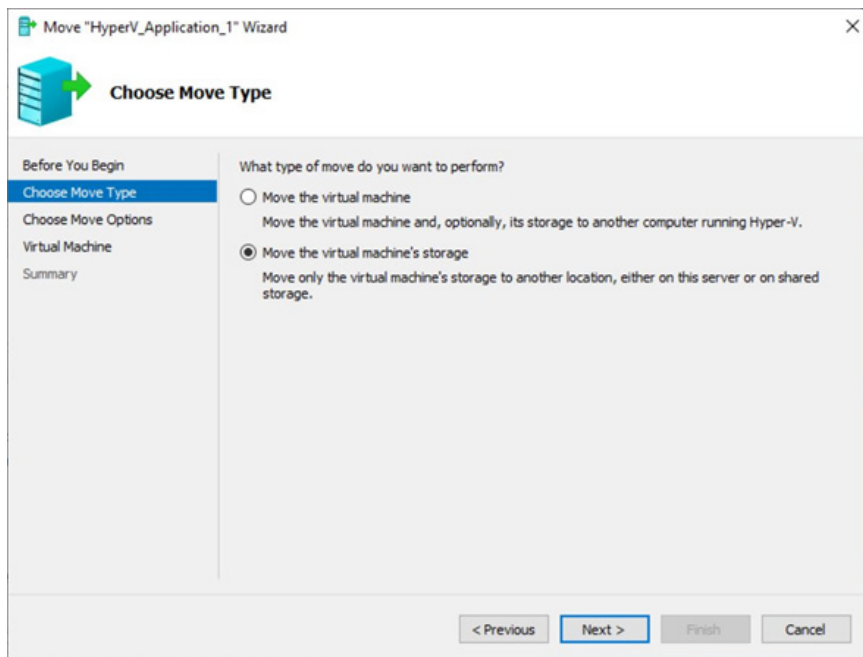 Move "HyperV_Application_1" Wizard
Choose Move Type
Before You Begin
Choose Move Type
Choose Move Options
Virtual Machine
Summary
What type of move do you want to perform?
Move the virtual machine
Move the virtual machine and, optionally, its storage to another computer running Hyper-V.
Move the virtual machine's storage
Move only the virtual machine's storage to another location, either on this server or on shared
storage.
< Previous
Next >
Finish
Cancel